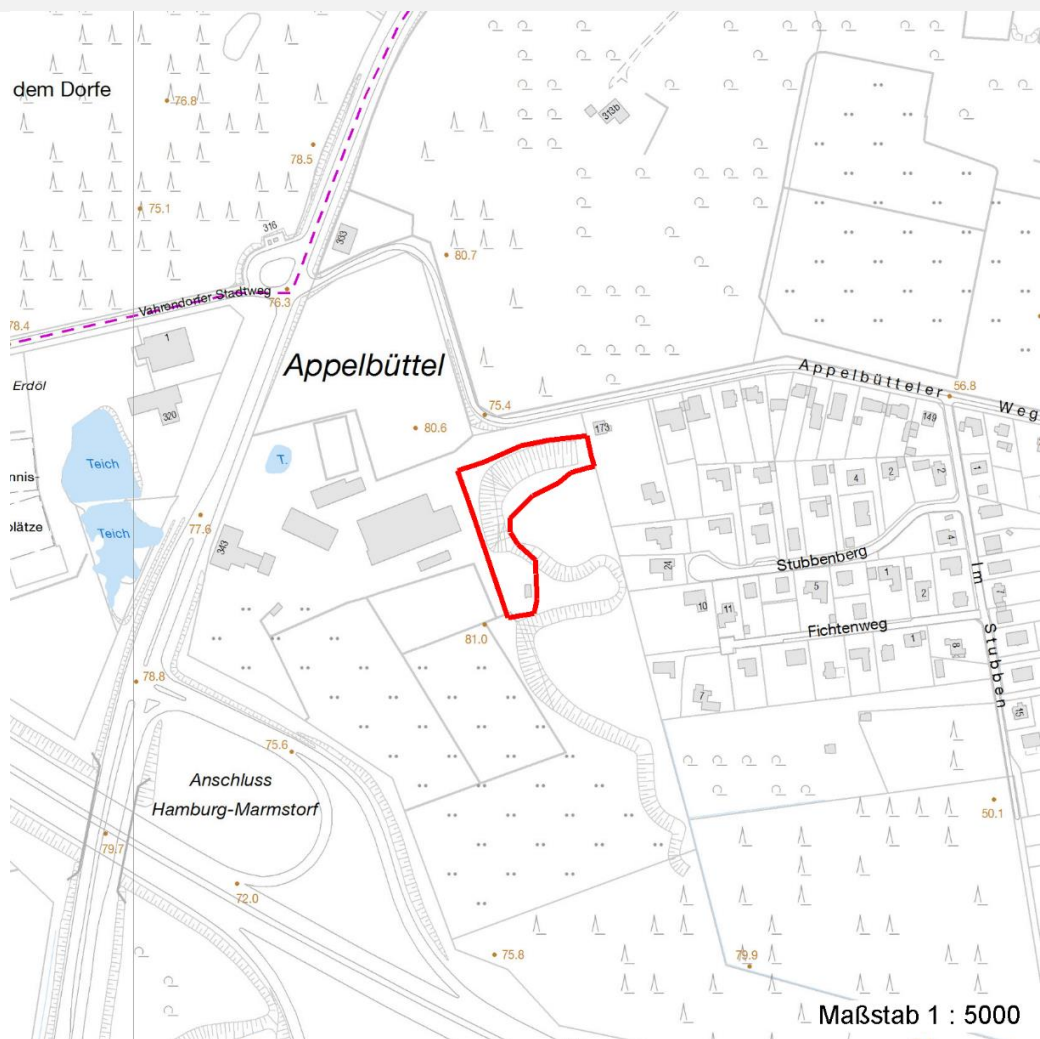 dem Dorfe
76.8
78.5
313b
75.1
316
303
80.7
Vahrendorfer Stadtweg
76.3
78.4
1
Appelbüttel
Appelbütteler Weg
56.8
Erdöl
320
75.4
80.6
173
149
Teich
T.
4
2
2
1
nnis-
plätze
Teich
77.6
343
4
Stubbenberg
24
5
1
2
7
10
11
Im Stubben
Fichtenweg
81.0
1
8
78.8
7
15
75.6
Anschluss
Hamburg-Marmstorf
50.1
79.7
72.0
75.8
79.9
Maßstab 1 : 5000